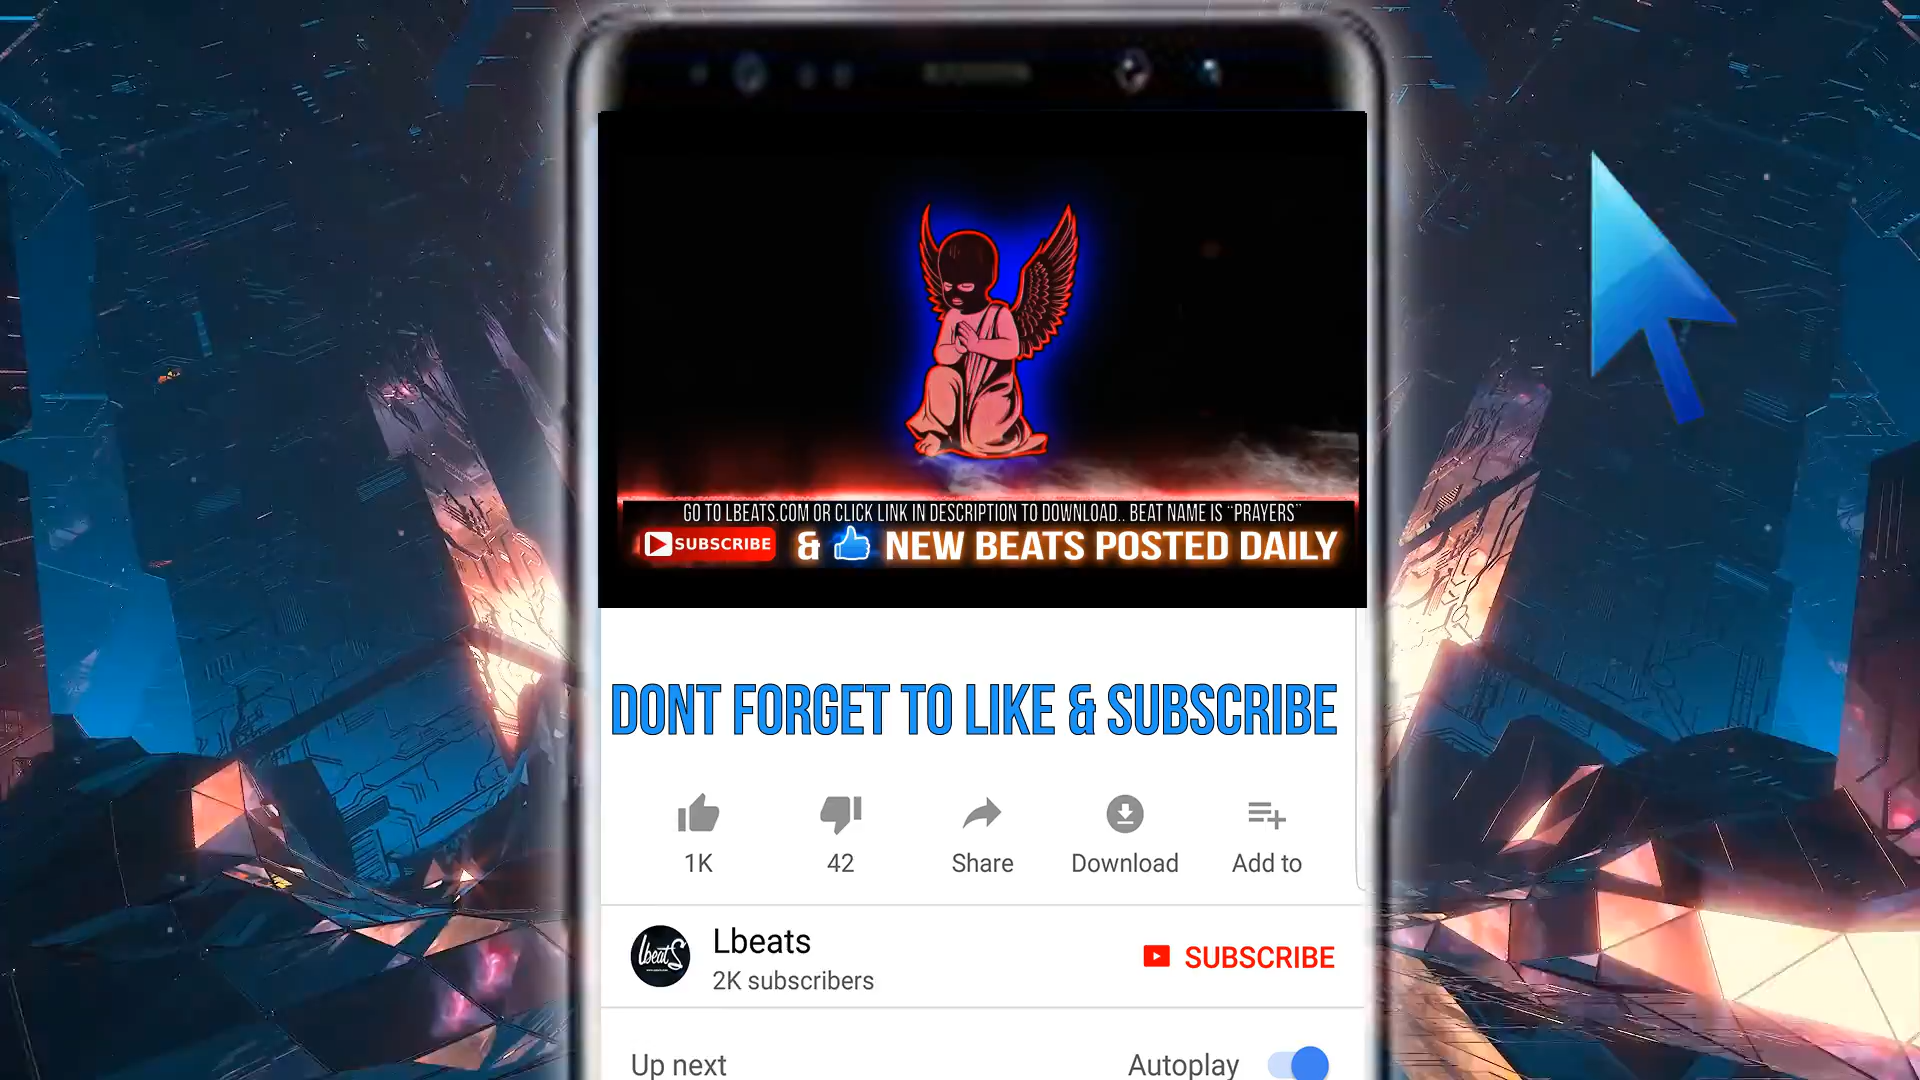 GO TO LBEATS.COM OR CLICK LINK IN DESCRIPTION TO DOWNLOAD.. BEAT NAME IS "PRAYERS"
SUBSCRIBE & NEW BEATS POSTED DAILY
DONT FORGET TO LIKE & SUBSCRIBE
1K 42 Share Download Add to
lbeatS
Lbeats
2K subscribers
SUBSCRIBE
Up next Autoplay